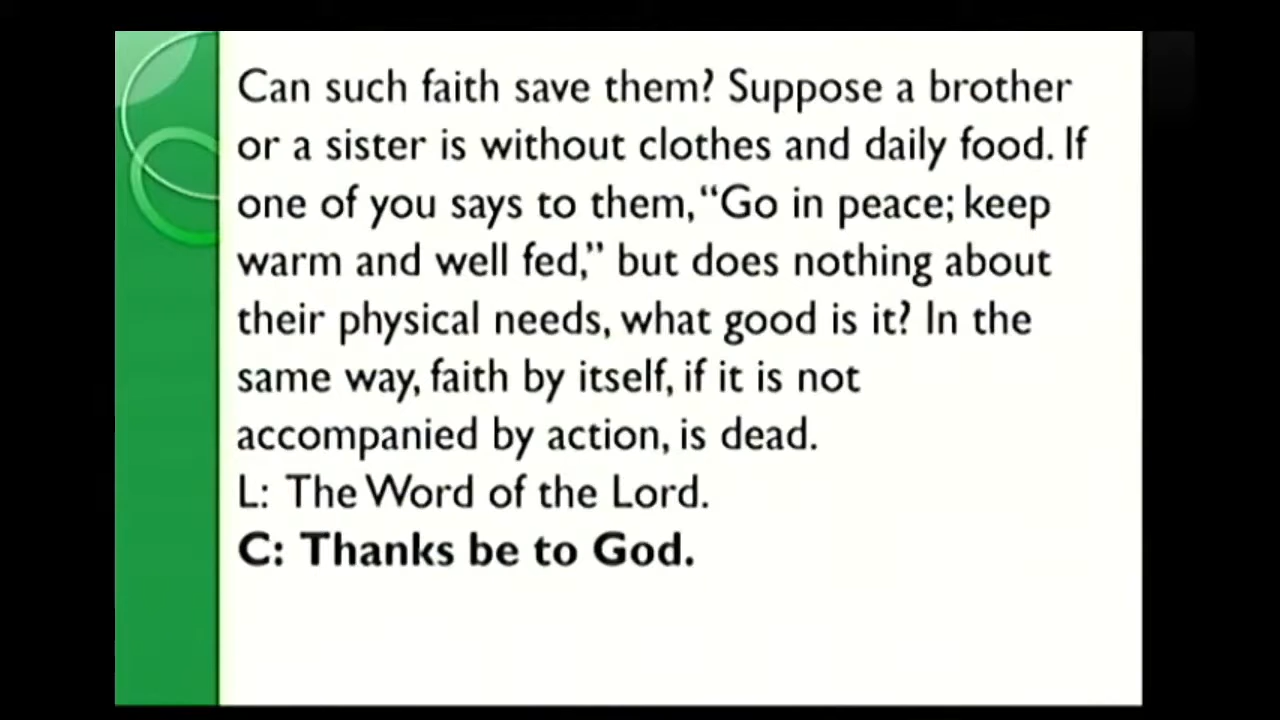 Can such faith save them? Suppose a brother
or a sister is without clothes and daily food. If
one of you says to them, “Go in peace; keep
warm and well fed,” but does nothing about
their physical needs, what good is it? In the
same way, faith by itself, if it is not
accompanied by action, is dead.
L: The Word of the Lord.
C: Thanks be to God.